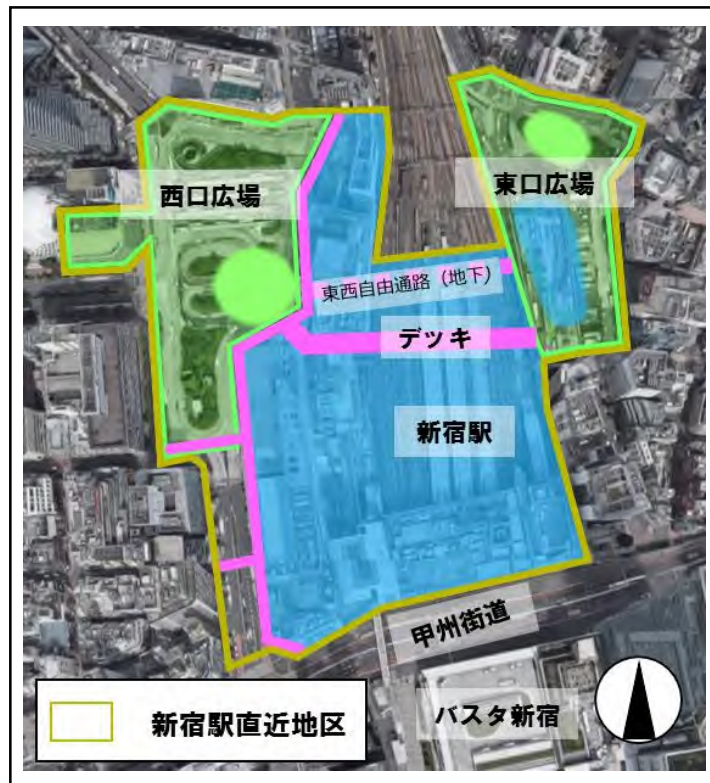 西口広場
東口広場
東西自由通路（地下）
デッキ
新宿駅
甲州街道
新宿駅直近地区
バスタ新宿